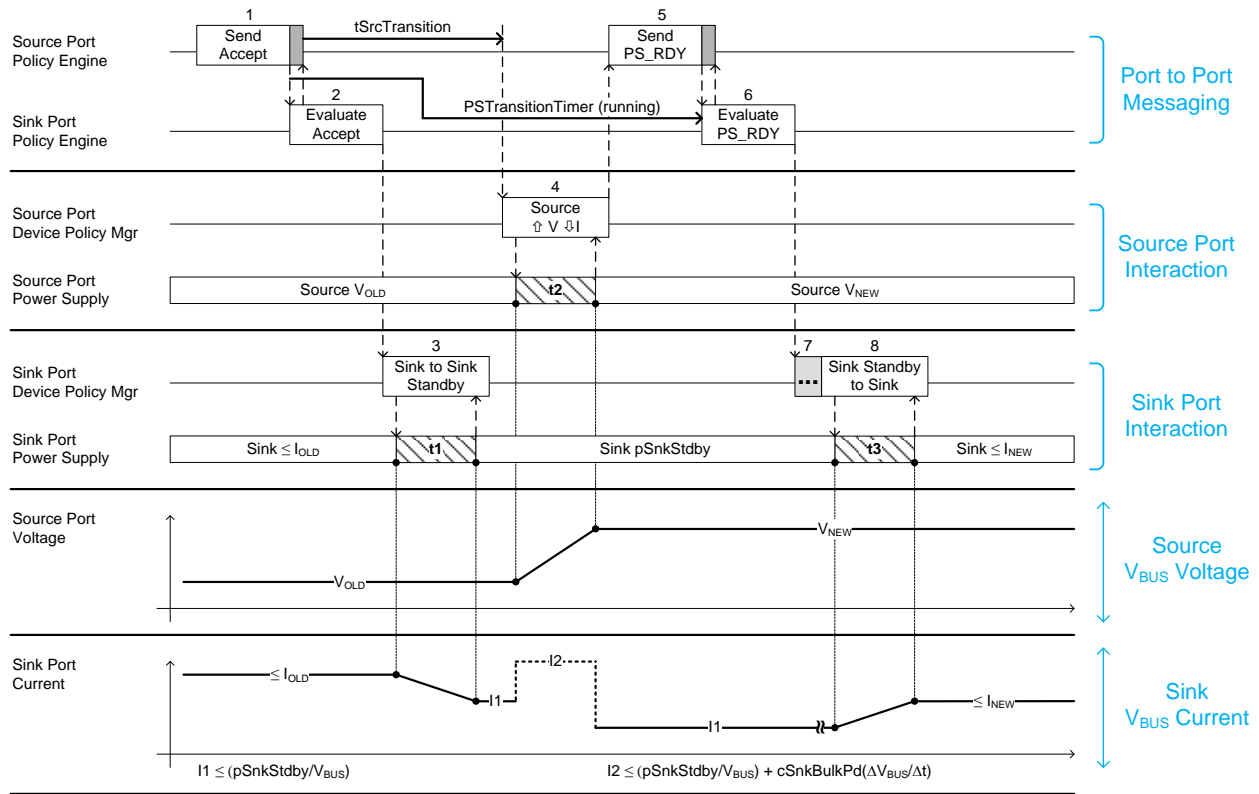 1
Source Port
Policy Engine
Send
Accept
tSrcTransition
5
Send
PS_RDY
Port to Port
Messaging
2
Sink Port
Policy Engine
Evaluate
Accept
PSTransitionTimer (running)
6
Evaluate
PS_RDY
4
Source Port
Device Policy Mgr
Source
⇧ V ⇩I
Source Port
Interaction
Source Port
Power Supply
Source VOLD
t2
Source VNEW
3
Sink Port
Device Policy Mgr
Sink to Sink
Standby
7
...
8
Sink Standby
to Sink
Sink Port
Interaction
Sink Port
Power Supply
Sink ≤ IOLD
t1
Sink pSnkStdby
t3
Sink ≤ INEW
Source Port
Voltage
VOLD
VNEW
Source
VBUS Voltage
Sink Port
Current
≤ IOLD
I1
I2
I1
≤ INEW
Sink
VBUS Current
I1 ≤ (pSnkStdby/VBUS)
I2 ≤ (pSnkStdby/VBUS) + cSnkBulkPd(ΔVBUS/Δt)